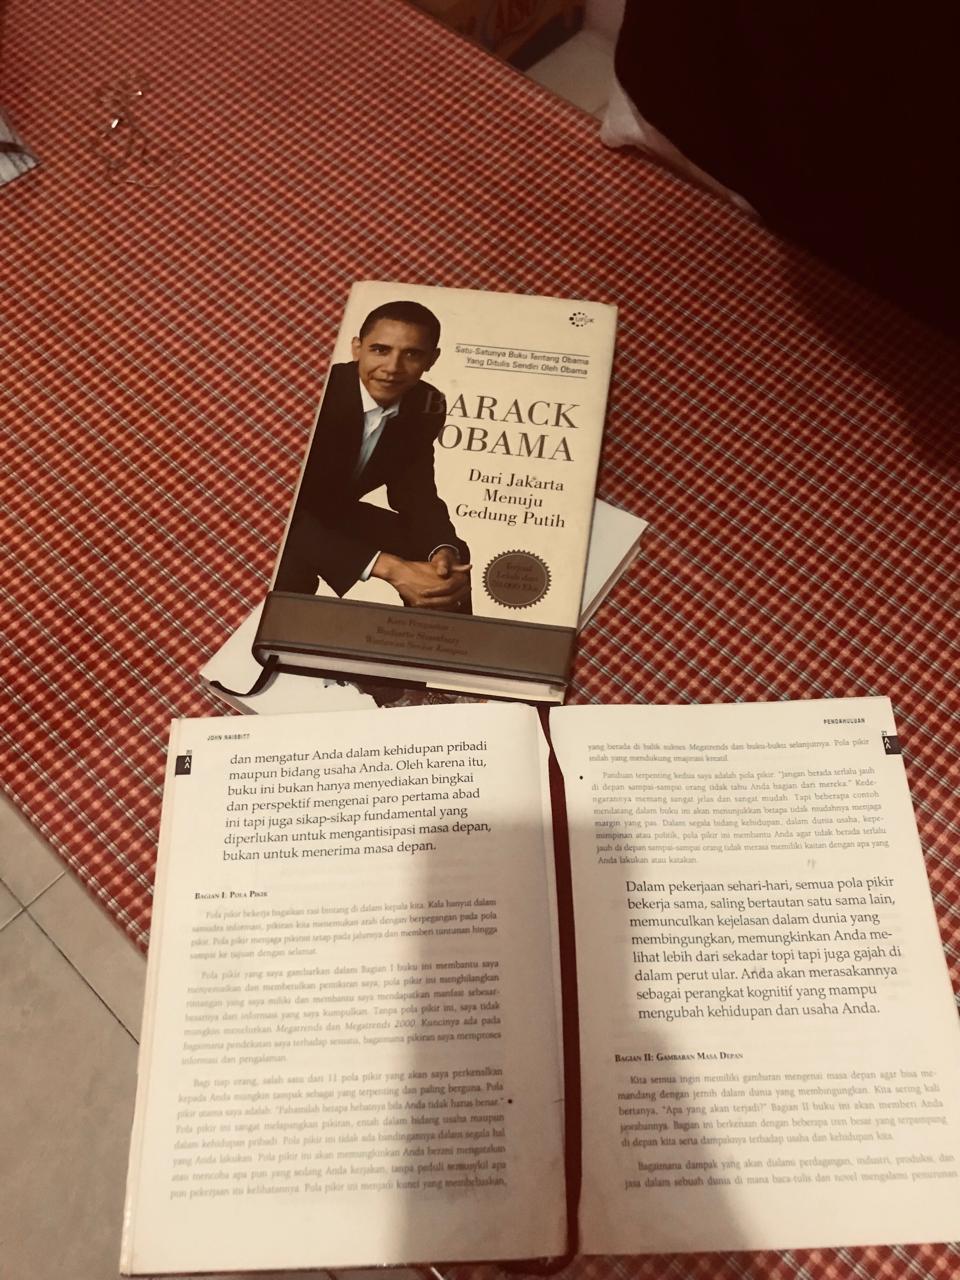 UFUK
Satu-Satunya Buku Tentang Obama
Yang Ditulis Sendiri Oleh Obama
BARACK
OBAMA
Dari Jakarta
Menuju
Gedung Putih
Terjual
Lebih dari
Kata Pengantar :
Budiarto Shambazy
Wartawan Senior Kompas
JOHN NAISBITT
dan mengatur Anda dalam kehidupan pribadi
maupun bidang usaha Anda. Oleh karena itu,
buku ini bukan hanya menyediakan bingkai
dan perspektif mengenai paro pertama abad
ini tapi juga sikap-sikap fundamental yang
diperlukan untuk mengantisipasi masa depan,
bukan untuk menerima masa depan.
BAGIAN I: POLA PIKIR
Pola pikir bekerja bagaikan rasi bintang di dalam kepala kita. Kala hanyut dalam
samudra informasi, pikiran kita menemukan arah dengan berpegangan pada pola
pikir. Pola pikir menjaga pikiran tetap pada jalurnya dan memberi tuntunan hingga
sampai ke tujuan dengan selamat.
Pola pikir yang saya gambarkan dalam Bagian I buku ini membantu saya
menyemaikan dan memberulkan pemikiran saya; pola pikir ini menghilangkan
rintangan yang saya miliki dan membantu saya mendapatkan manfaat sebesar-
besarnya dari informasi yang saya kumpulkan. Tanpa pola pikir ini, saya tidak
mungkin menelurkan Megatrends dan Megatrends 2000. Kuncinya ada pada
bagaimana pendekatan saya terhadap sesuatu, bagaimana pikiran saya memproses
informasi dan pengalaman.
Bagi tiap orang, salah satu dari 11 pola pikir yang akan saya perkenalkan
kepada Anda mungkin tampak sebagai yang terpenting dan paling berguna. Pola
pikir utama saya adalah: "Pahamilah betapa hebatnya bila Anda tidak harus benar."
Pola pikir ini sangat melapangkan pikiran, entah dalam bidang usaha maupun
dalam kehidupan pribadi. Pola pikir ini tidak ada bandingannya dalam segala hal
yang Anda lakukan. Pola pikir ini akan memungkinkan Anda berani mengatakan
atau mencoba apa pun yang sedang Anda kerjakan, tanpa peduli semuskyil apa
pun pekerjaan itu kelihatannya. Pola pikir ini menjadi kunci yang membebaskan,
PENDAHULUAN
21
yang berada di balik sukses Megatrends dan buku-buku selanjutnya. Pola pikir
inilah yang mendukung imajinasi kreatif.
Panduan terpenting kedua saya adalah pola pikir: "Jangan berada terlalu jauh
di depan sampai-sampai orang tidak tahu Anda bagian dari mereka." Kede-
ngarannya memang sangat jelas dan sangat mudah. Tapi beberapa contoh
mendatang dalam buku ini akan menunjukkan betapa tidak mudahnya menjaga
margin yang pas. Dalam segala bidang kehidupan, dalam dunia usaha, kepe-
mimpinan atau politik, pola pikir ini membantu Anda agar tidak berada terlalu
jauh di depan sampai-sampai orang tidak merasa memiliki kaitan dengan apa yang
Anda lakukan atau katakan.
Dalam pekerjaan sehari-hari, semua pola pikir
bekerja sama, saling bertautan satu sama lain,
memunculkan kejelasan dalam dunia yang
membingungkan, memungkinkan Anda me-
lihat lebih dari sekadar topi tapi juga gajah di
dalam perut ular. Anda akan merasakannya
sebagai perangkat kognitif yang mampu
mengubah kehidupan dan usaha Anda.
BAGIAN II: GAMBARAN MASA DEPAN
Kita semua ingin memiliki gambaran mengenai masa depan agar bisa me-
mandang dengan jernih dalam dunia yang membingungkan. Kita sering kali
bertanya, "Apa yang akan terjadi?" Bagian II buku ini akan memberi Anda
jawabannya. Bagian ini berkenaan dengan beberapa tren besar yang terpampang
di depan kita serta dampaknya terhadap usaha dan kehidupan kita.
Bagaimana dampak yang akan dialami perdagangan, industri, produksi, dan
jasa dalam sebuah dunia di mana baca-tulis dan novel mengalami penurunan